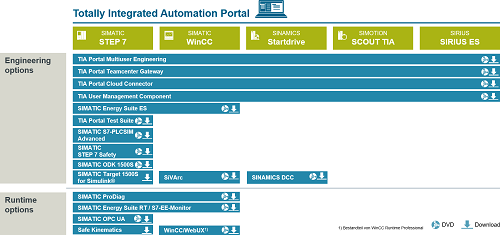 Totally Integrated Automation Portal
SIMATIC
STEP 7
SIMATIC
WinCC
SINAMICS
Startdrive
SIMOTION
SCOUT TIA
SIRIUS
SIRIUS ES
Engineering
options
TIA Portal Multiuser Engineering
TIA Portal Teamcenter Gateway
TIA Portal Cloud Connector
TIA User Management Component
SIMATIC Energy Suite ES
TIA Portal Test Suite
SIMATIC S7-PLCSIM
Advanced
SIMATIC
STEP 7 Safety
SIMATIC ODK 1500S
SIMATIC Target 1500S
for Simulink®
SiVArc
SINAMICS DCC
Runtime
options
SIMATIC ProDiag
SIMATIC Energy Suite RT / S7-EE-Monitor
SIMATIC OPC UA
Safe Kinematics
WinCC/WebUX¹⁾
1) Bestandteil von WinCC Runtime Professional
DVD
Download